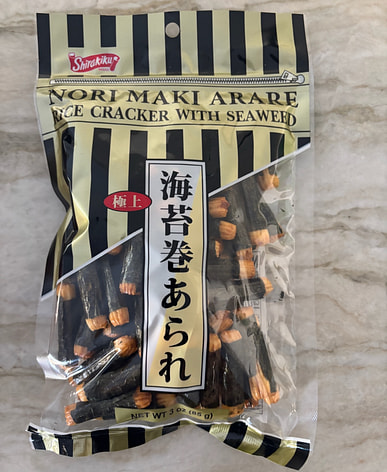 Shirakiku
NORI MAKI ARARE
RICE CRACKER WITH SEAWEED
極上
海苔巻あられ
NET WT 3 OZ (85 g)